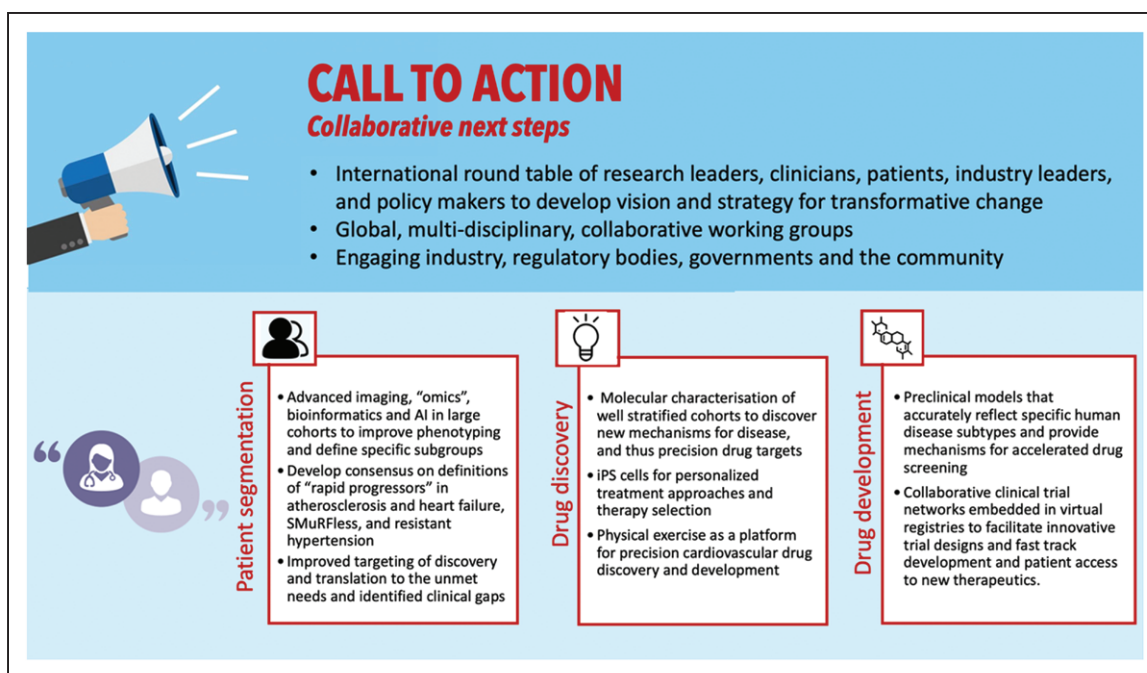 CALL TO ACTION
Collaborative next steps
• International round table of research leaders, clinicians, patients, industry leaders,
and policy makers to develop vision and strategy for transformative change
• Global, multi-disciplinary, collaborative working groups
• Engaging industry, regulatory bodies, governments and the community
Patient segmentation
• Advanced imaging, “omics”,
bioinformatics and AI in large
cohorts to improve phenotyping
and define specific subgroups
• Develop consensus on definitions
of “rapid progressors” in
atherosclerosis and heart failure,
SMuRFless, and resistant
hypertension
• Improved targeting of discovery
and translation to the unmet
needs and identified clinical gaps
Drug discovery
• Molecular characterisation of
well stratified cohorts to discover
new mechanisms for disease,
and thus precision drug targets
• iPS cells for personalized
treatment approaches and
therapy selection
• Physical exercise as a platform
for precision cardiovascular drug
discovery and development
Drug development
• Preclinical models that
accurately reflect specific human
disease subtypes and provide
mechanisms for accelerated drug
screening
• Collaborative clinical trial
networks embedded in virtual
registries to facilitate innovative
trial designs and fast track
development and patient access
to new therapeutics.